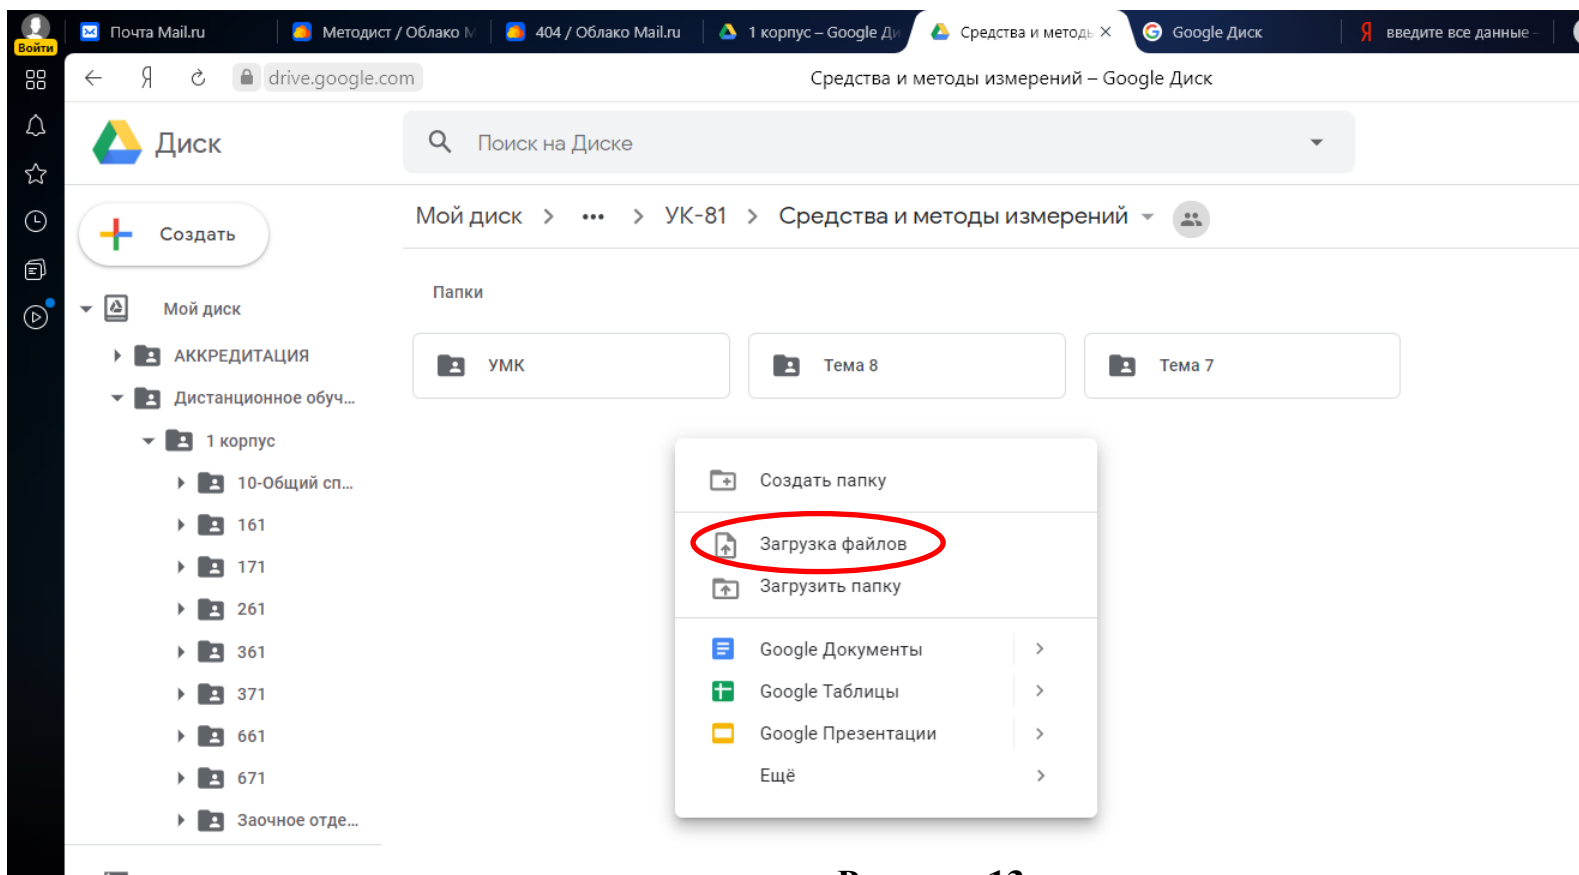 Почта Mail.ru
Методист / Облако М
404 / Облако Mail.ru
1 корпус – Google Ди
Средства и методы
Google Диск
введите все данные –
Войти
drive.google.com
Средства и методы измерений – Google Диск
Диск
Поиск на Диске
Создать
Мой диск > ••• > УК-81 > Средства и методы измерений
Папки
УМК
Тема 8
Тема 7
Мой диск
АККРЕДИТАЦИЯ
Дистанционное обуч...
1 корпус
10-Общий сп...
161
171
261
361
371
661
671
Заочное отде...
Создать папку
Загрузка файлов
Загрузить папку
Google Документы
Google Таблицы
Google Презентации
Ещё